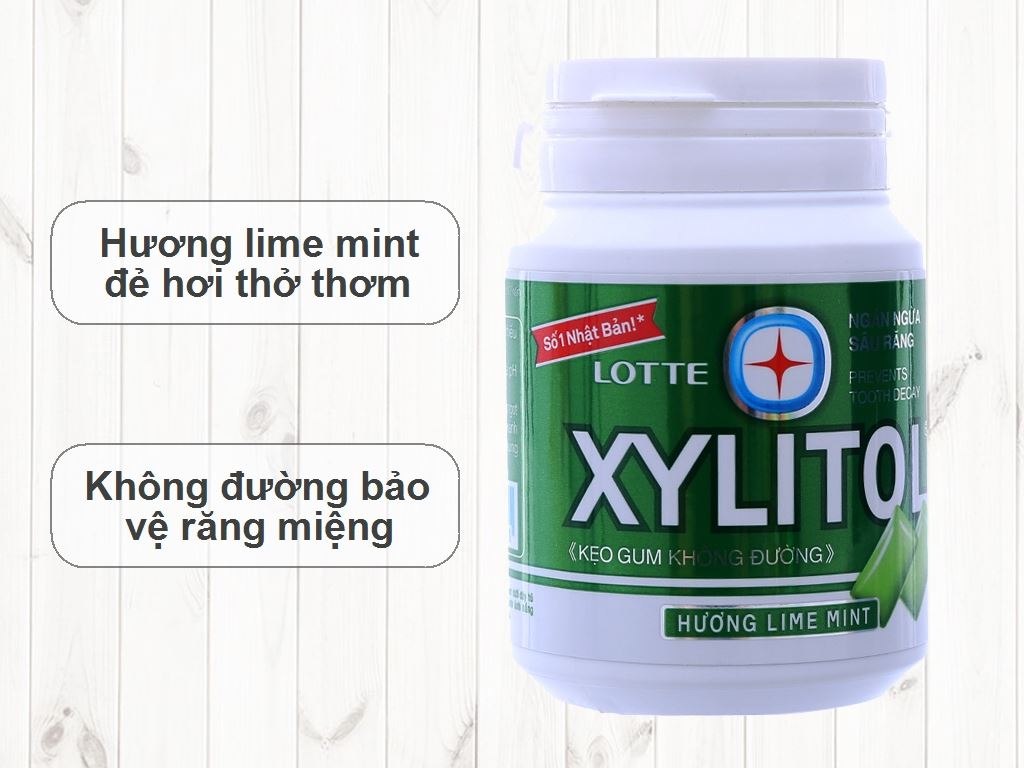 Hương lime mint
đẻ hơi thở thơm
Không đường bảo
vệ răng miệng
Số 1 Nhật Bản!*
LOTTE
NGĂN NGỪA
SÂU RĂNG
PREVENTS
TOOTH DECAY
XYLITOL
《KẸO GUM KHÔNG ĐƯỜNG》
HƯƠNG LIME MINT